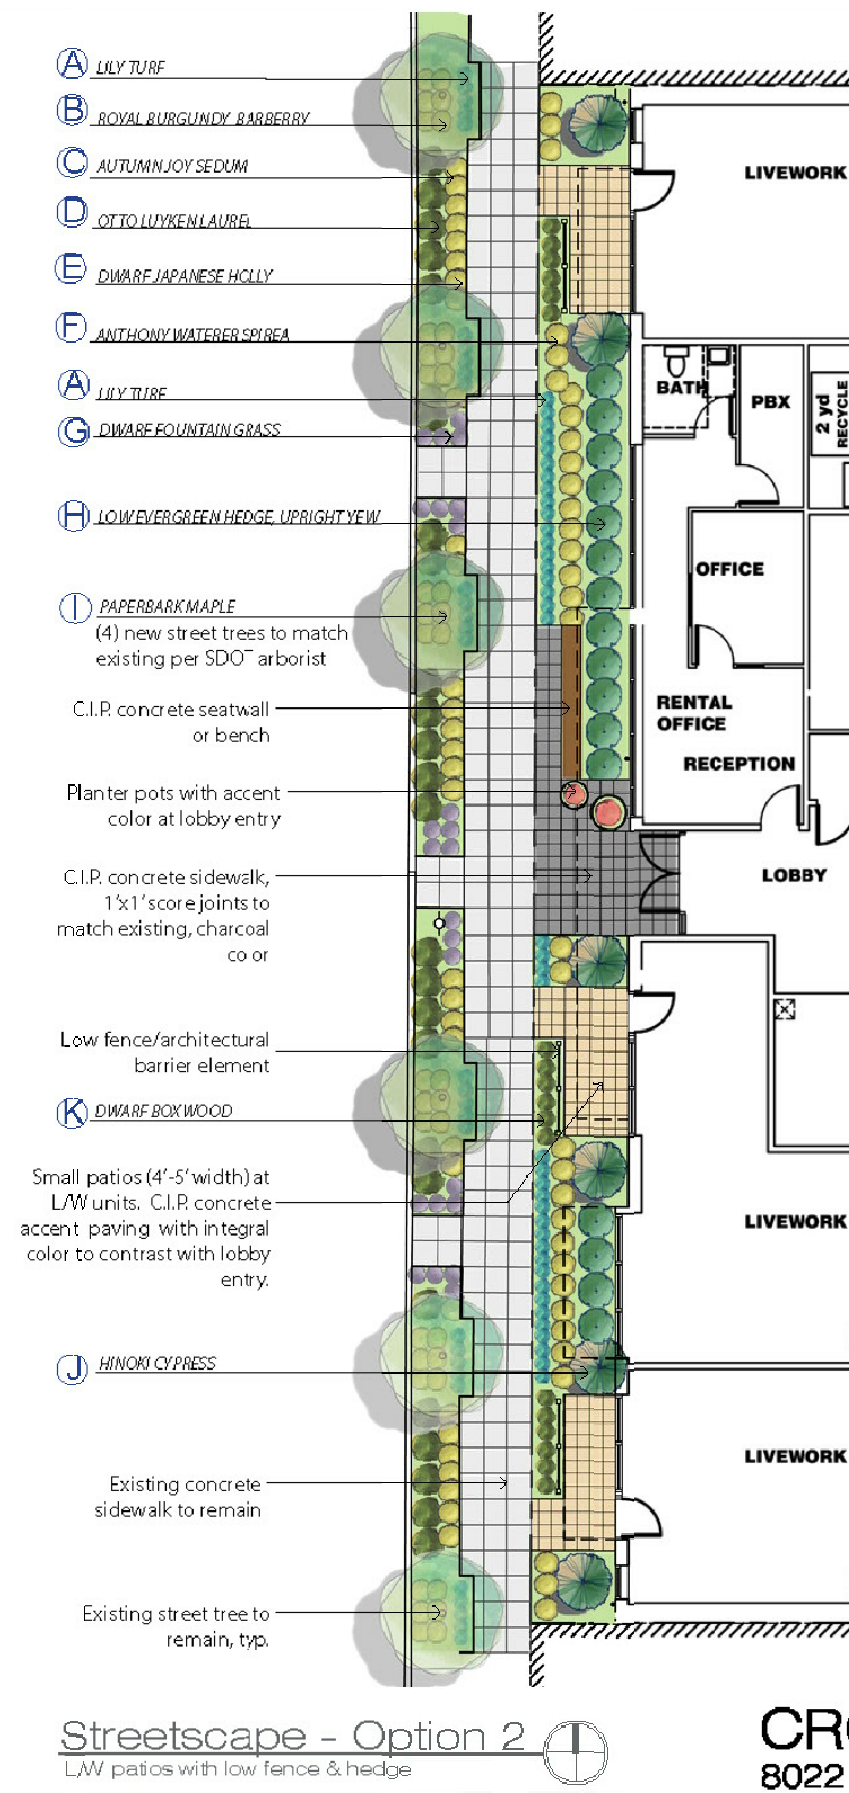 A LILY TURF
B ROYAL BURGUNDY BARBERRY
C AUTUMN JOY SEDUM
D OTTO LUYKEN LAUREL
E DWARF JAPANESE HOLLY
F ANTHONY WATERER SPIREA
A LILY TURF
G DWARF FOUNTAIN GRASS
H LOW EVERGREEN HEDGE, UPRIGHT YEW
I PAPERBARK MAPLE
(4) new street trees to match
existing per SDOT arborist
C.I.P. concrete seatwall
or bench
Planter pots with accent
color at lobby entry
C.I.P. concrete sidewalk,
1'x1' score joints to
match existing, charcoal
color
Low fence/architectural
barrier element
K DWARF BOXWOOD
Small patios (4'-5' width) at
L/W units. C.I.P. concrete
accent paving with integral
color to contrast with lobby
entry.
J HINOKI CYPRESS
Existing concrete
sidewalk to remain
Existing street tree to
remain, typ.
LIVEWORK
BATH
PBX
2 yd
RECYCLE
OFFICE
RENTAL
OFFICE
RECEPTION
LOBBY
LIVEWORK
LIVEWORK
Streetscape - Option 2
L/W patios with low fence & hedge
CR
8022